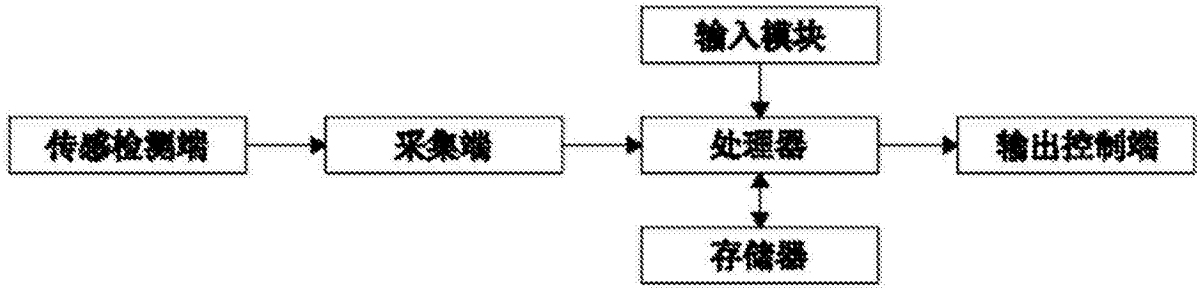 输入模块
传感检测端
采集端
处理器
输出控制端
存储器